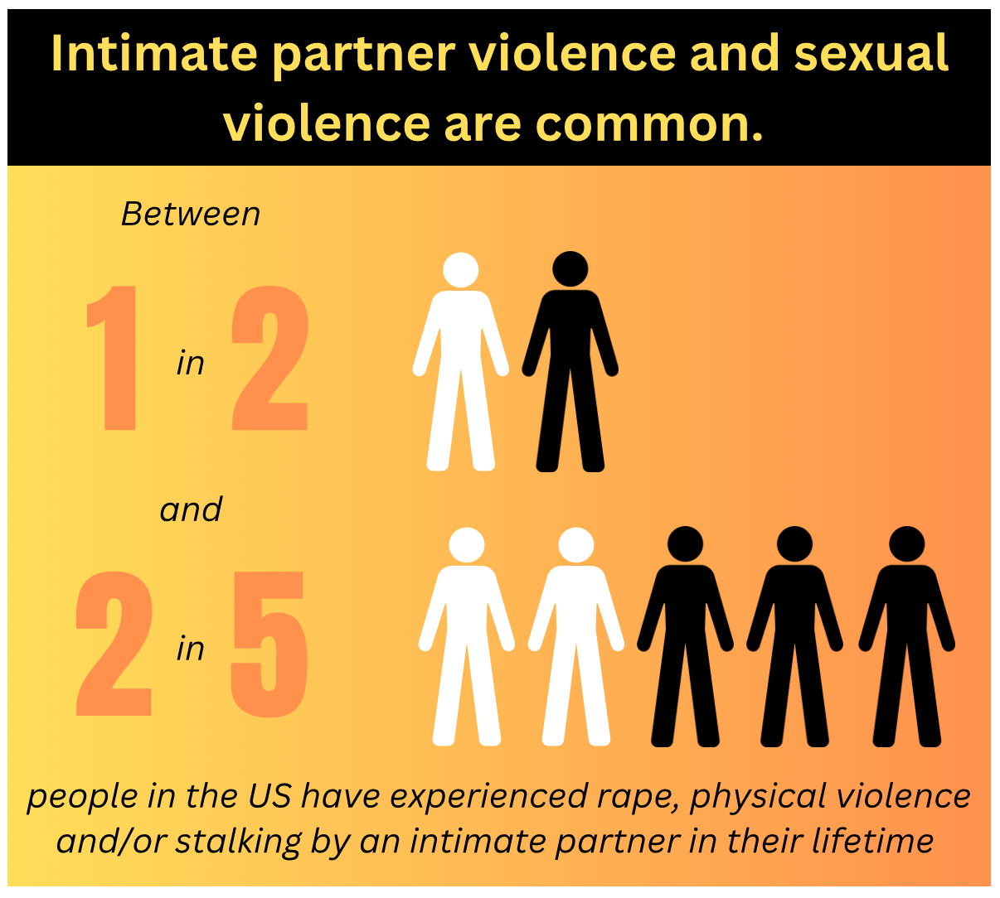 Intimate partner violence and sexual
violence are common.
Between
1 in 2
and
2 in 5
people in the US have experienced rape, physical violence
and/or stalking by an intimate partner in their lifetime